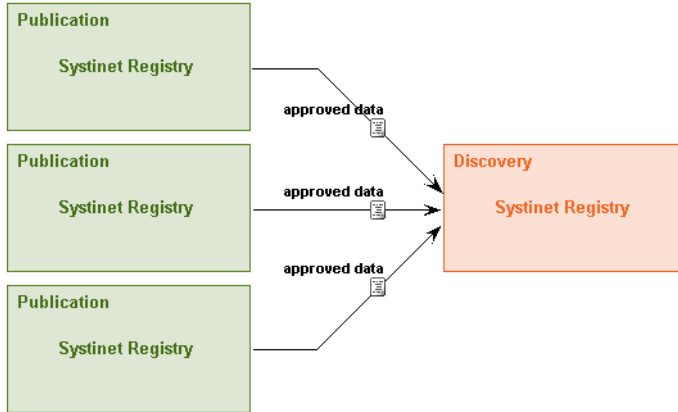 Publication
Systinet Registry
approved data
Publication
Systinet Registry
approved data
Discovery
Systinet Registry
approved data
Publication
Systinet Registry